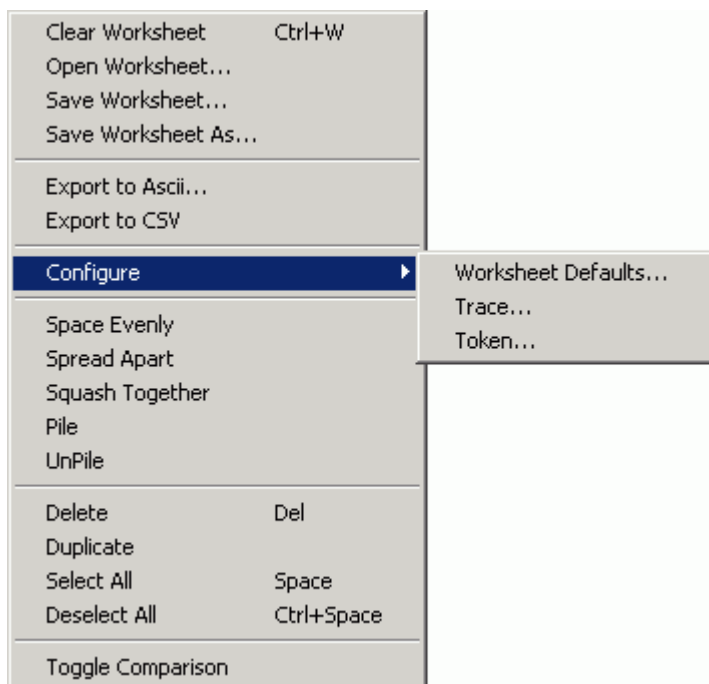 Clear Worksheet Ctrl+W
Open Worksheet...
Save Worksheet...
Save Worksheet As...
Export to Ascii...
Export to CSV
Configure
Worksheet Defaults...
Trace...
Token...
Space Evenly
Spread Apart
Squash Together
Pile
UnPile
Delete Del
Duplicate
Select All Space
Deselect All Ctrl+Space
Toggle Comparison